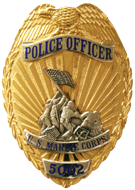 POLICE OFFICER
U.S. MARINE CORPS
5092